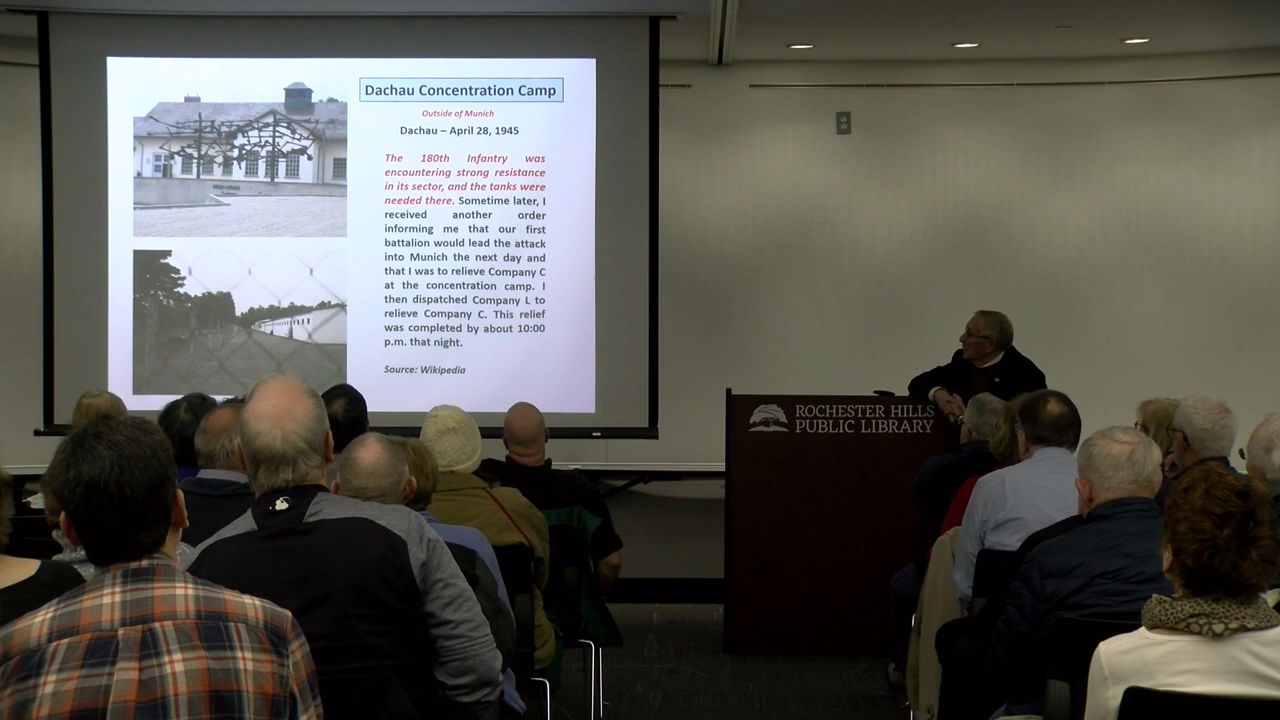 Dachau Concentration Camp
Outside of Munich
Dachau – April 28, 1945
The 180th Infantry was
encountering strong resistance
in its sector, and the tanks were
needed there. Sometime later, I
received another order
informing me that our first
battalion would lead the attack
into Munich the next day and
that I was to relieve Company C
at the concentration camp. I
then dispatched Company L to
relieve Company C. This relief
was completed by about 10:00
p.m. that night.
Source: Wikipedia
ROCHESTER HILLS
PUBLIC LIBRARY